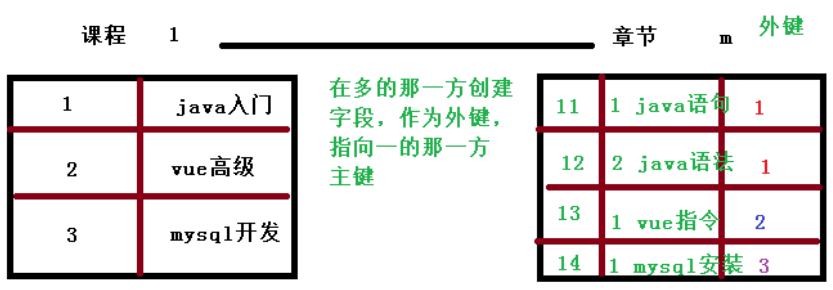 课程 1 章节 m 外键
1 java入门
2 vue高级
3 mysql开发
在多的那一方创建
字段，作为外键，
指向一的那一方
主键
11 1 java语句 1
12 2 java语法 1
13 1 vue指令 2
14 1 mysql安装 3